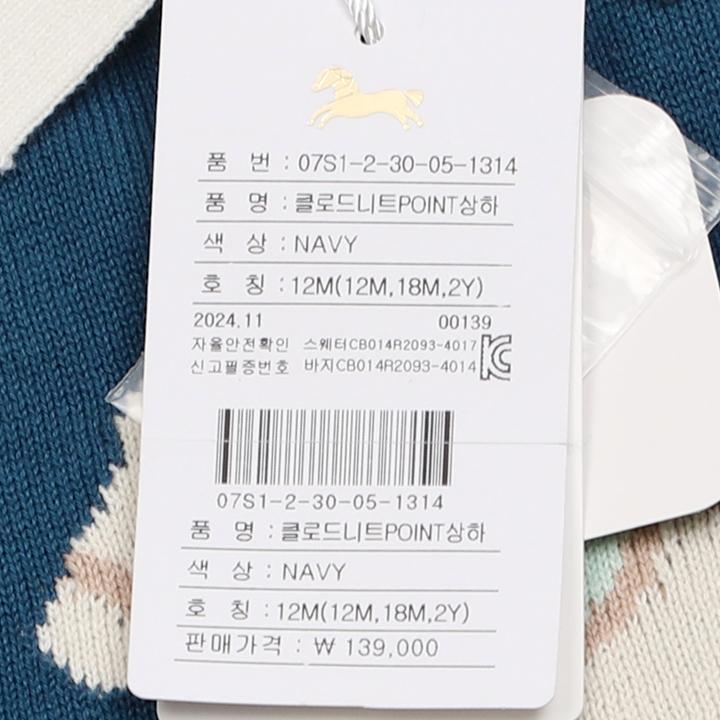 품 번 : 07S1-2-30-05-1314
품 명 : 클로드니트POINT상하
색 상 : NAVY
호 칭 : 12M(12M,18M,2Y)
2024.11 00139
자율안전확인 스웨터CB014R2093-4017
신고필증번호 바지CB014R2093-4014
07S1-2-30-05-1314
품 명 : 클로드니트POINT상하
색 상 : NAVY
호 칭 : 12M(12M,18M,2Y)
판매가격 : ₩ 139,000